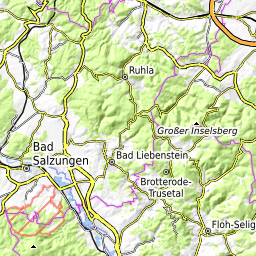 Ruhla
Großer Inselsberg
Bad
Salzungen
Bad Liebenstein
Brotterode-
Trusetal
Floh-Selig